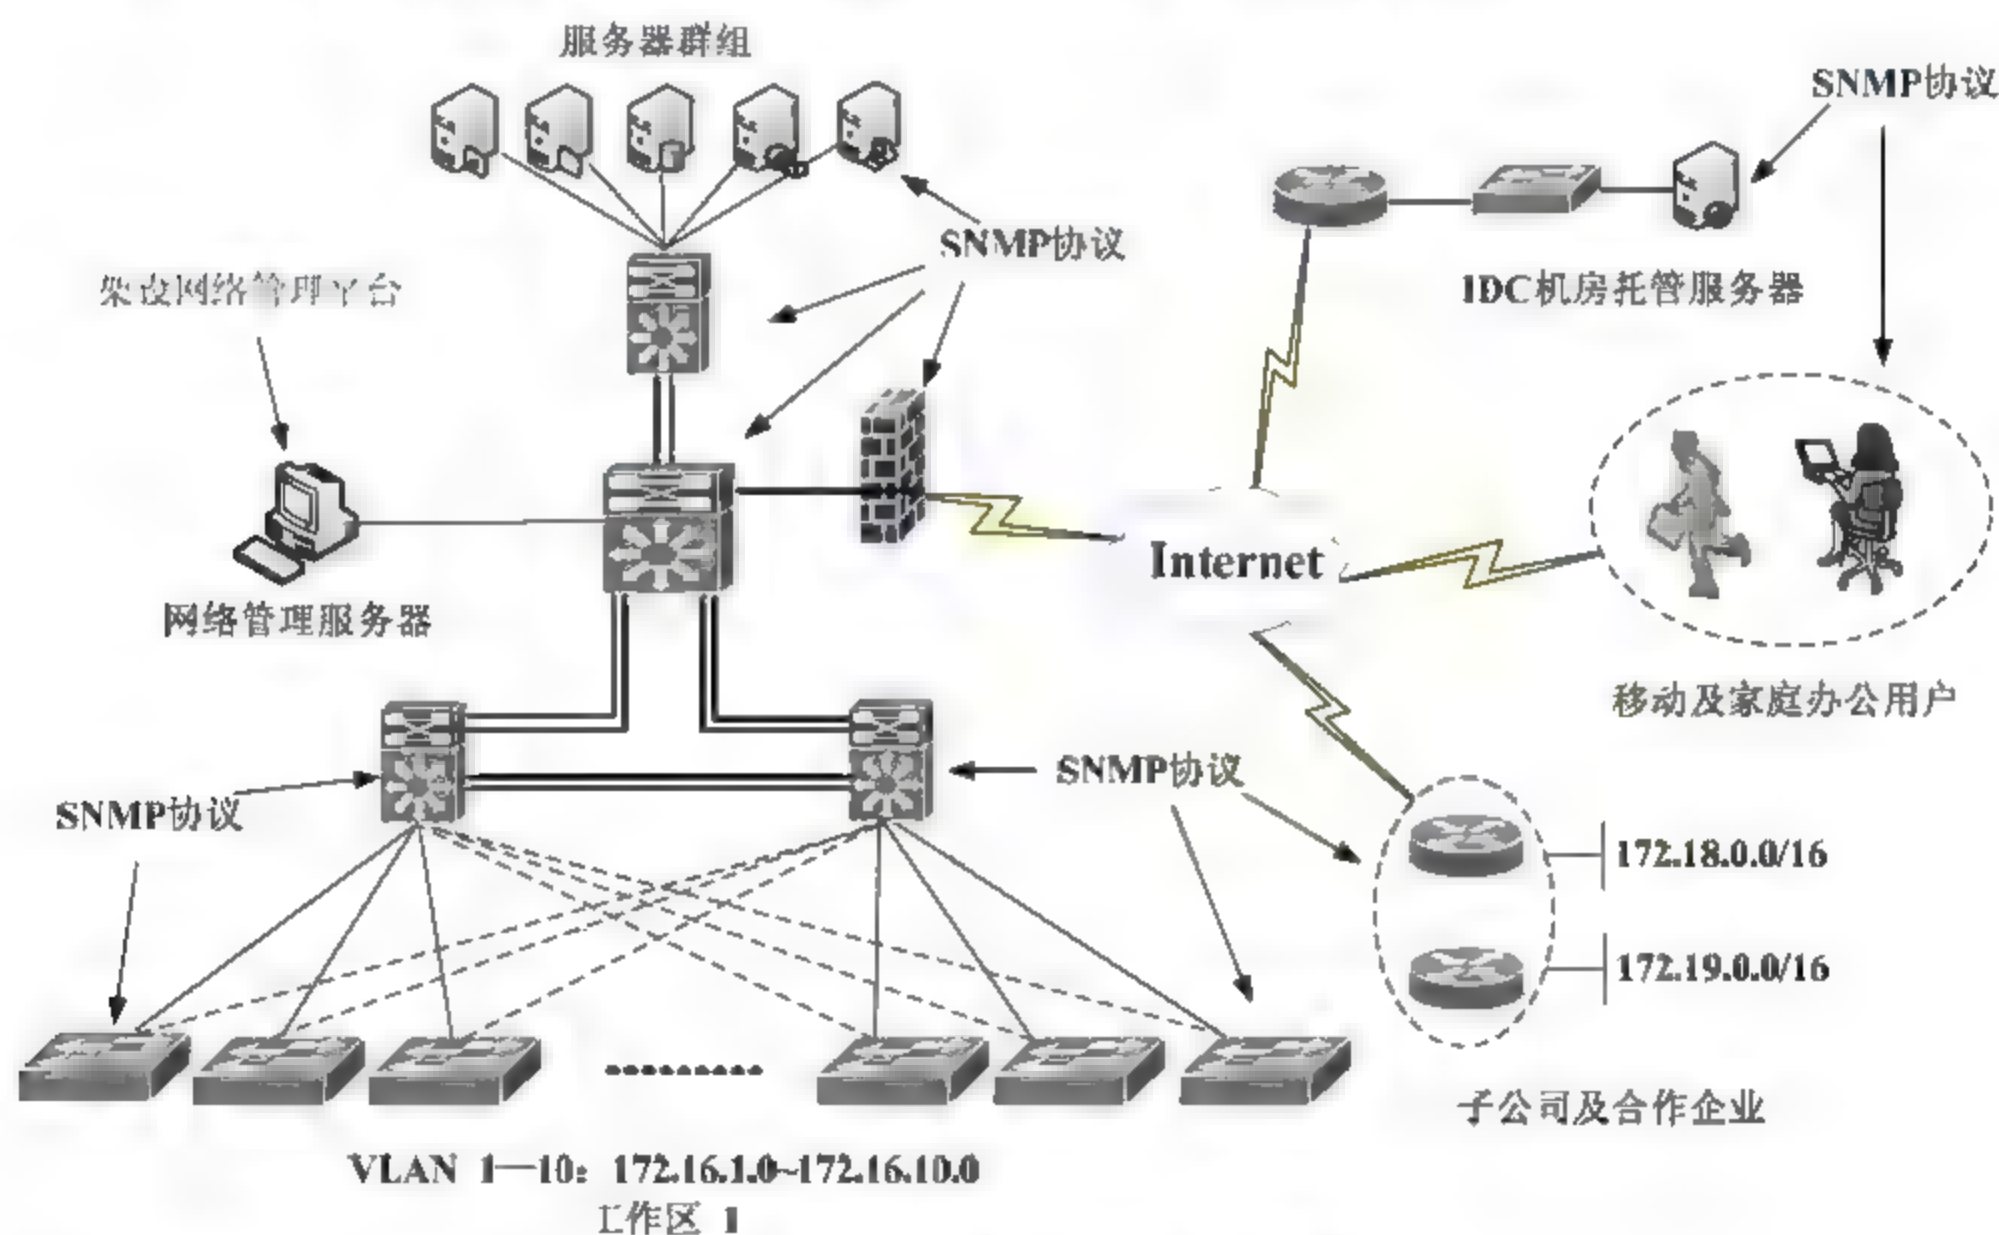 服务器群组
SNMP协议
SNMP协议
架设网络管理平台
IDC机房托管服务器
Internet
网络管理服务器
移动及家庭办公用户
SNMP协议
SNMP协议
172.18.0.0/16
172.19.0.0/16
子公司及合作企业
VLAN 1—10：172.16.1.0~172.16.10.0
工作区 1